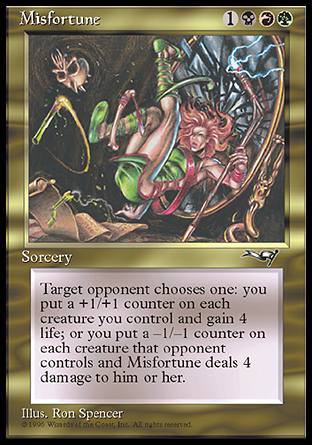 Misfortune 1
Sorcery
Target opponent chooses one: you
put a +1/+1 counter on each
creature you control and gain 4
life; or you put a –1/–1 counter on
each creature that opponent
controls and Misfortune deals 4
damage to him or her.
Illus. Ron Spencer
©1996 Wizards of the Coast, Inc. All rights reserved.